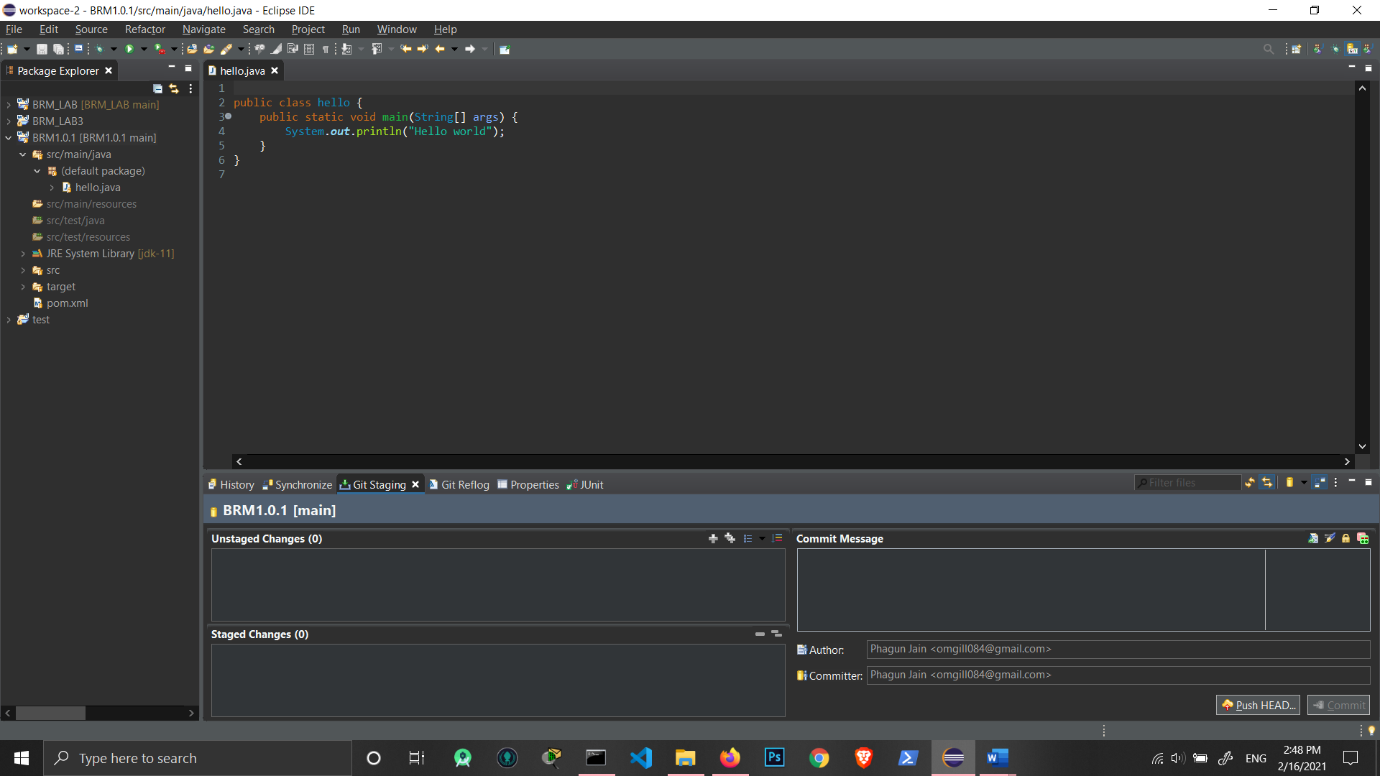 workspace-2 - BRM1.0.1/src/main/java/hello.java - Eclipse IDE
File Edit Source Refactor Navigate Search Project Run Window Help
Package Explorer
hello.java
BRM_LAB [BRM_LAB main]
BRM_LAB3
BRM1.0.1 [BRM1.0.1 main]
src/main/java
(default package)
hello.java
src/main/resources
src/test/java
src/test/resources
JRE System Library [jdk-11]
src
target
pom.xml
test
1
2 public class hello {
3 public static void main(String[] args) {
4 System.out.println("Hello world");
5 }
6 }
7
History Synchronize Git Staging Git Reflog Properties JUnit
Filter files
BRM1.0.1 [main]
Unstaged Changes (0)
Staged Changes (0)
Commit Message
Author: Phagun Jain <omgill084@gmail.com>
Committer: Phagun Jain <omgill084@gmail.com>
Push HEAD... Commit
Type here to search
Ps
ENG
2:48 PM
2/16/2021